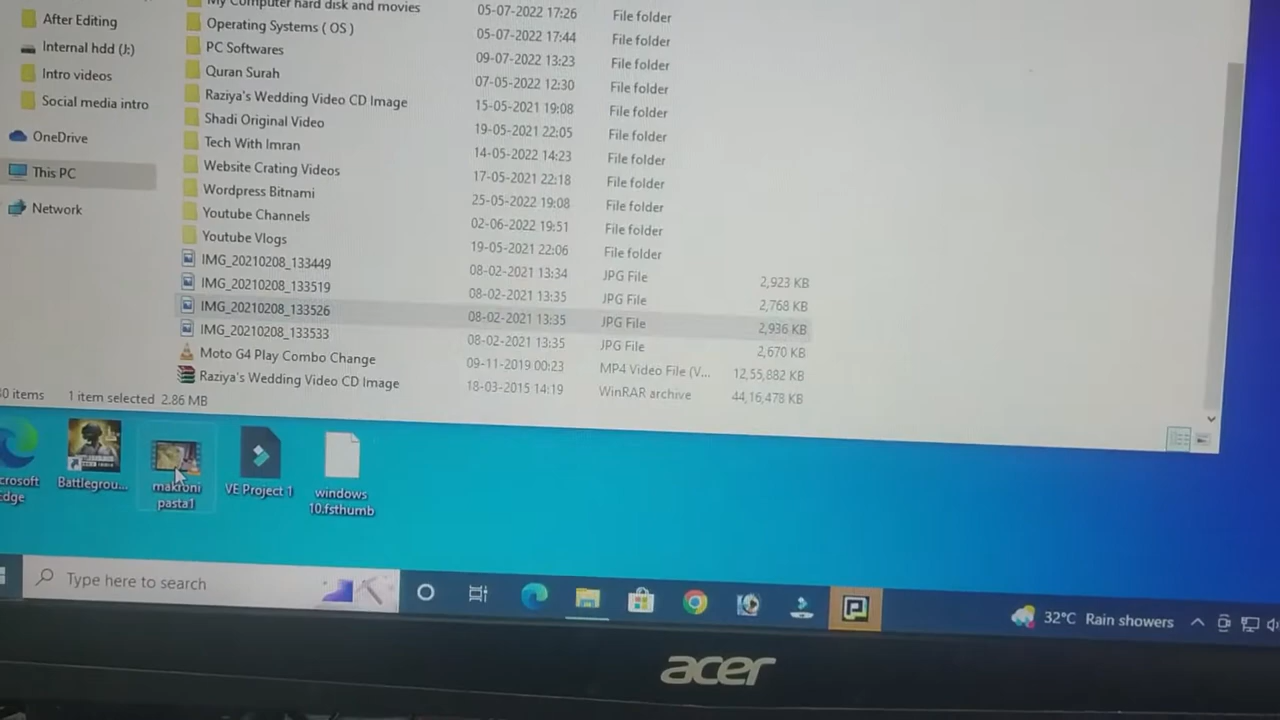 After Editing
Internal hdd (J:)
Intro videos
Social media intro
OneDrive
This PC
Network
My Computer hard disk and movies 05-07-2022 17:26 File folder
Operating Systems ( OS ) 05-07-2022 17:44 File folder
PC Softwares 09-07-2022 13:23 File folder
Quran Surah 07-05-2022 12:30 File folder
Raziya's Wedding Video CD Image 15-05-2021 19:08 File folder
Shadi Original Video 19-05-2021 22:05 File folder
Tech With Imran 14-05-2022 14:23 File folder
Website Crating Videos 17-05-2021 22:18 File folder
Wordpress Bitnami 25-05-2022 19:08 File folder
Youtube Channels 02-06-2022 19:51 File folder
Youtube Vlogs 19-05-2021 22:06 File folder
IMG_20210208_133449 08-02-2021 13:34 JPG File 2,923 KB
IMG_20210208_133519 08-02-2021 13:35 JPG File 2,768 KB
IMG_20210208_133526 08-02-2021 13:35 JPG File 2,936 KB
IMG_20210208_133533 08-02-2021 13:35 JPG File 2,670 KB
Moto G4 Play Combo Change 09-11-2019 00:23 MP4 Video File (V... 12,55,882 KB
Raziya's Wedding Video CD Image 18-03-2015 14:19 WinRAR archive 44,16,478 KB
0 items 1 item selected 2.86 MB
crosoft
Edge
Battlegrou...
makroni
pasta1
VE Project 1
windows
10.fsthumb
Type here to search
32°C Rain showers
acer